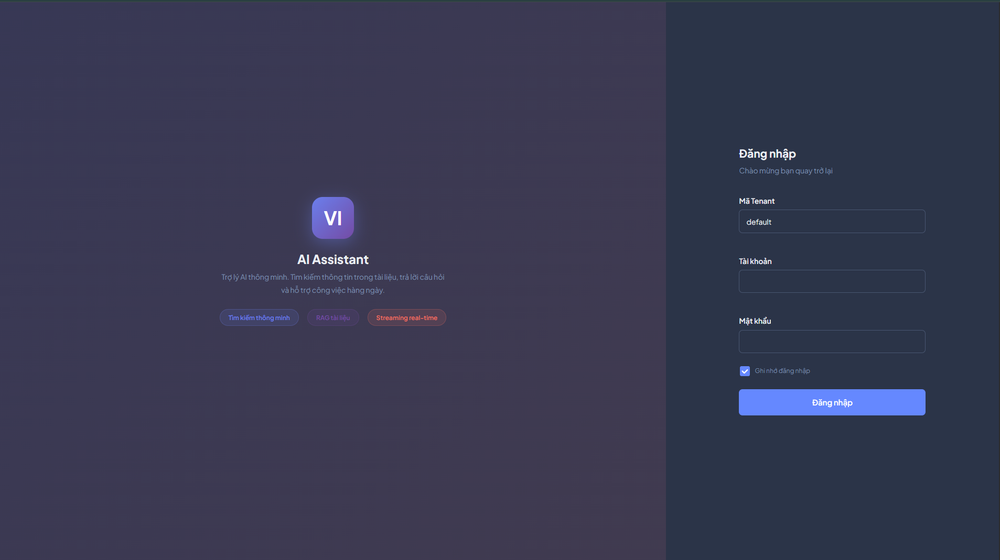 VI
AI Assistant
Trợ lý AI thông minh. Tìm kiếm thông tin trong tài liệu, trả lời câu hỏi
và hỗ trợ công việc hàng ngày.
Tìm kiếm thông minh
RAG tài liệu
Streaming real-time
Đăng nhập
Chào mừng bạn quay trở lại
Mã Tenant
default
Tài khoản
Mật khẩu
Ghi nhớ đăng nhập
Đăng nhập